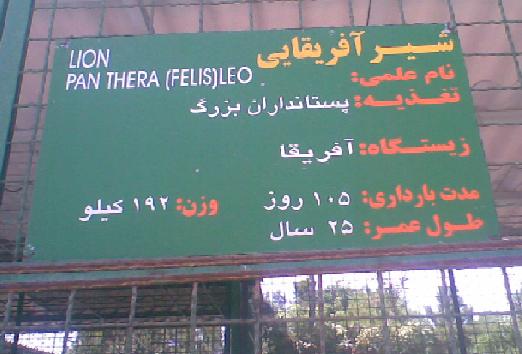 شیر آفریقایی
LION
نام علمی: PAN THERA (FELIS)LEO
تغذیه: پستانداران بزرگ
زیستگاه: آفریقا
مدت بارداری: ۱۰۵ روز وزن: ۱۹۲ کیلو
طول عمر: ۲۵ سال